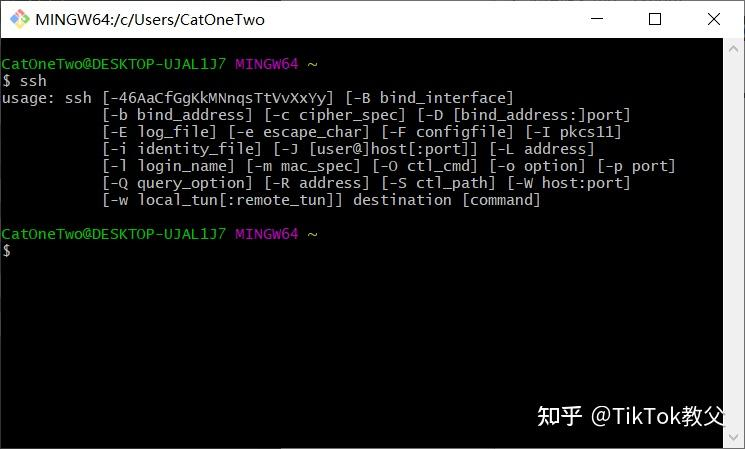 MINGW64:/c/Users/CatOneTwo
CatOneTwo@DESKTOP-UJAL1J7 MINGW64 ~
$ ssh
usage: ssh [-46AaCfGgKkMNnqsTtVvXxYy] [-B bind_interface]
[-b bind_address] [-c cipher_spec] [-D [bind_address:]port]
[-E log_file] [-e escape_char] [-F configfile] [-I pkcs11]
[-i identity_file] [-J [user@]host[:port]] [-L address]
[-l login_name] [-m mac_spec] [-O ctl_cmd] [-o option] [-p port]
[-Q query_option] [-R address] [-S ctl_path] [-W host:port]
[-w local_tun[:remote_tun]] destination [command]
CatOneTwo@DESKTOP-UJAL1J7 MINGW64 ~
$
知乎 @TikTok教父